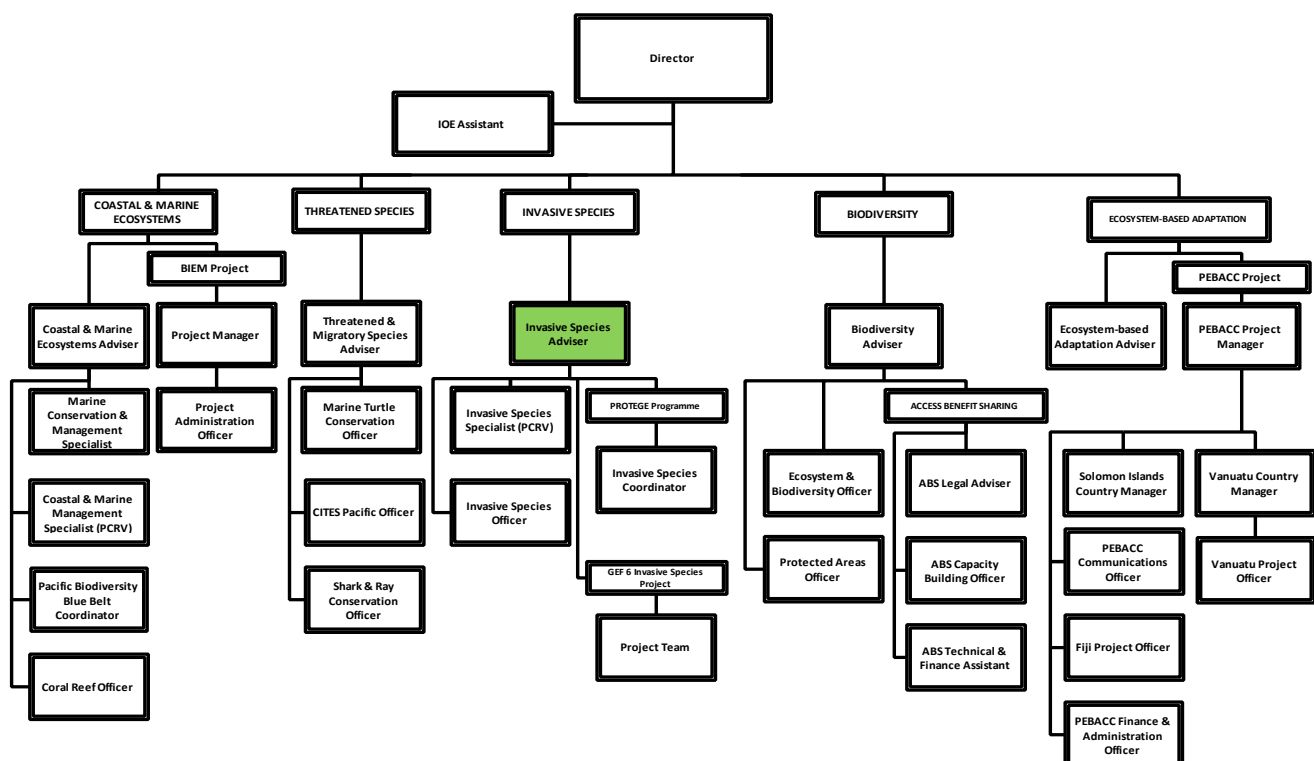 Director
IOE Assistant
COASTAL & MARINE
ECOSYSTEMS
THREATENED SPECIES
INVASIVE SPECIES
BIODIVERSITY
ECOSYSTEM-BASED ADAPTATION
BIEM Project
PEBACC Project
Coastal & Marine
Ecosystems Adviser
Project Manager
Threatened &
Migratory Species
Adviser
Invasive Species
Adviser
Biodiversity
Adviser
Ecosystem-based
Adaptation Adviser
PEBACC Project
Manager
Marine
Conservation &
Management
Specialist
Project
Administration
Officer
Marine Turtle
Conservation
Officer
Invasive Species
Specialist (PCRV)
PROTEGE Programme
ACCESS BENEFIT SHARING
Invasive Species
Coordinator
Ecosystem &
Biodiversity Officer
ABS Legal Adviser
Solomon Islands
Country Manager
Vanuatu Country
Manager
Coastal & Marine
Management
Specialist (PCRV)
CITES Pacific Officer
Invasive Species
Officer
Protected Areas
Officer
ABS Capacity
Building Officer
PEBACC
Communications
Officer
Vanuatu Project
Officer
Pacific Biodiversity
Blue Belt
Coordinator
Shark & Ray
Conservation
Officer
GEF 6 Invasive Species
Project
Project Team
ABS Technical &
Finance Assistant
Fiji Project Officer
Coral Reef Officer
PEBACC Finance &
Administration
Officer